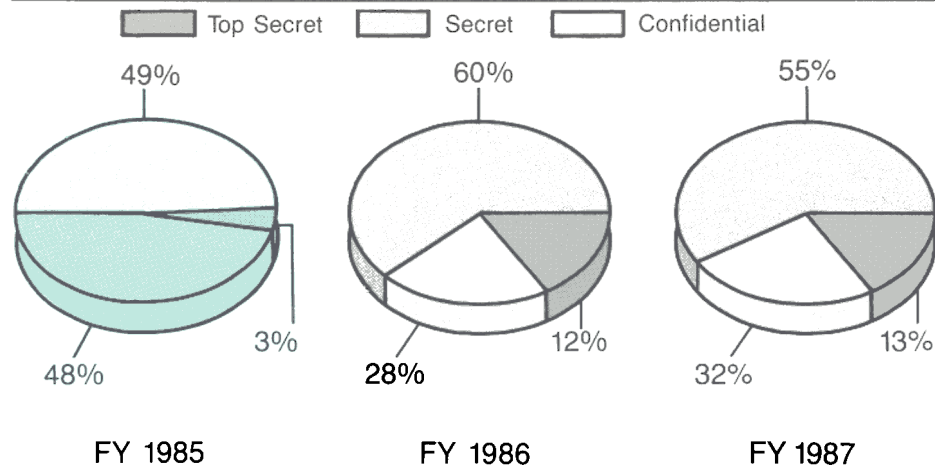 Top Secret Secret Confidential
49% 60% 55%
3% 12% 13%
48% 28% 32%
FY 1985 FY 1986 FY 1987